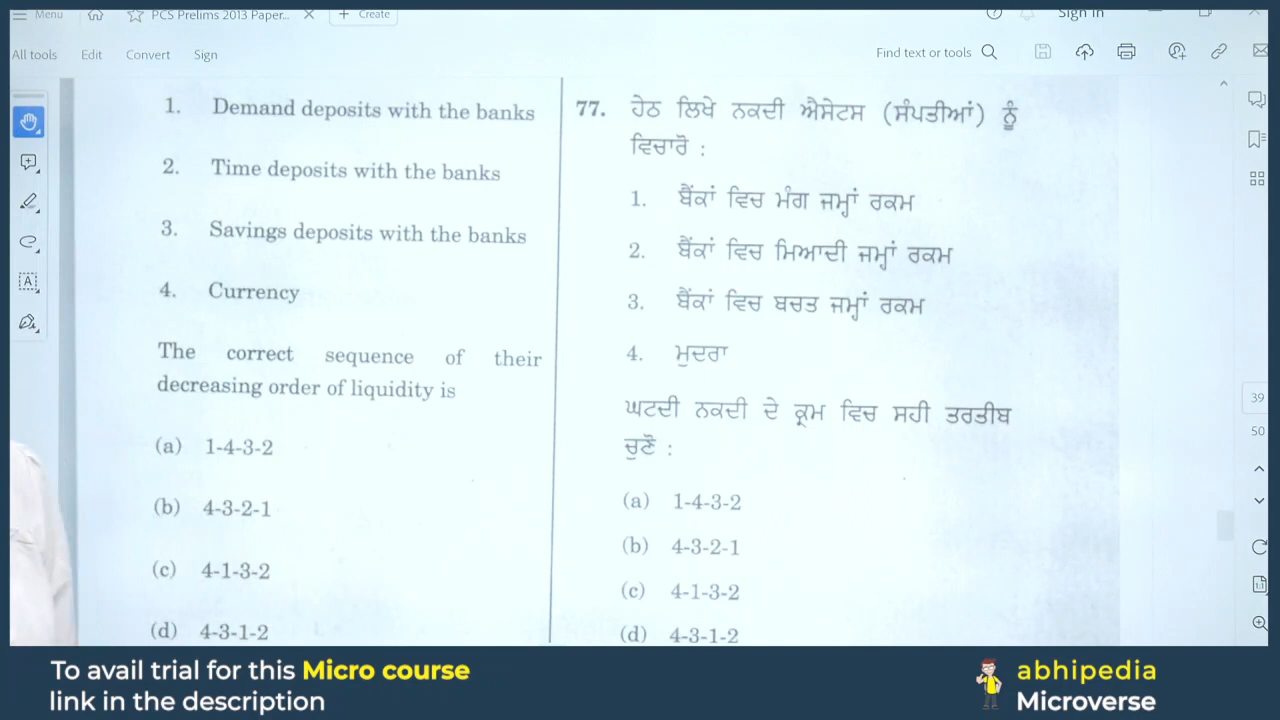 Menu
PCS Prelims 2013 Paper...
Create
Sign In
All tools
Edit
Convert
Sign
Find text or tools
1. Demand deposits with the banks
2. Time deposits with the banks
3. Savings deposits with the banks
4. Currency
The correct sequence of their
decreasing order of liquidity is
(a) 1-4-3-2
(b) 4-3-2-1
(c) 4-1-3-2
(d) 4-3-1-2
77. ਹੇਠ ਲਿਖੇ ਨਕਦੀ ਐਸੇਟਸ (ਸੰਪਤੀਆਂ) ਨੂੰ
ਵਿਚਾਰੋ :
1. ਬੈਂਕਾਂ ਵਿਚ ਮੰਗ ਜਮ੍ਹਾਂ ਰਕਮ
2. ਬੈਂਕਾਂ ਵਿਚ ਮਿਆਦੀ ਜਮ੍ਹਾਂ ਰਕਮ
3. ਬੈਂਕਾਂ ਵਿਚ ਬਚਤ ਜਮ੍ਹਾਂ ਰਕਮ
4. ਮੁਦਰਾ
ਘਟਦੀ ਨਕਦੀ ਦੇ ਕ੍ਰਮ ਵਿਚ ਸਹੀ ਤਰਤੀਬ
ਚੁਣੋ :
(a) 1-4-3-2
(b) 4-3-2-1
(c) 4-1-3-2
(d) 4-3-1-2
39
50
To avail trial for this Micro course
link in the description
abhipedia
Microverse